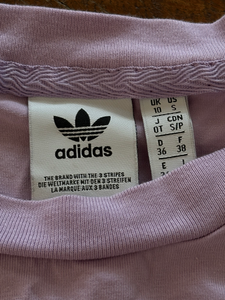 adidas
THE BRAND WITH THE 3 STRIPES
DIE WELTMARKE MIT DEN 3 STREIFEN
LA MARQUE AUX 3 BANDES
UK US
10 S
J CDN
OT S/P
D F
36 38
E